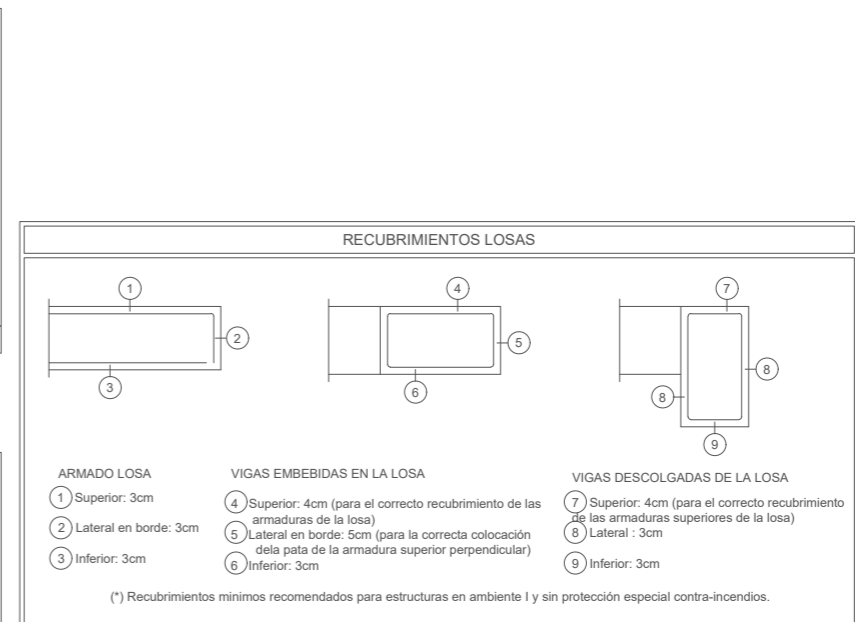 RECUBRIMIENTOS LOSAS
1
2
3
4
5
6
7
8
8
9
ARMADO LOSA
1 Superior: 3cm
2 Lateral en borde: 3cm
3 Inferior: 3cm
VIGAS EMBEBIDAS EN LA LOSA
4 Superior: 4cm (para el correcto recubrimiento de las
armaduras de la losa)
5 Lateral en borde: 5cm (para la correcta colocación
dela pata de la armadura superior perpendicular)
6 Inferior: 3cm
VIGAS DESCOLGADAS DE LA LOSA
7 Superior: 4cm (para el correcto recubrimiento
de las armaduras superiores de la losa)
8 Lateral : 3cm
9 Inferior: 3cm
(*) Recubrimientos minimos recomendados para estructuras en ambiente I y sin protección especial contra-incendios.